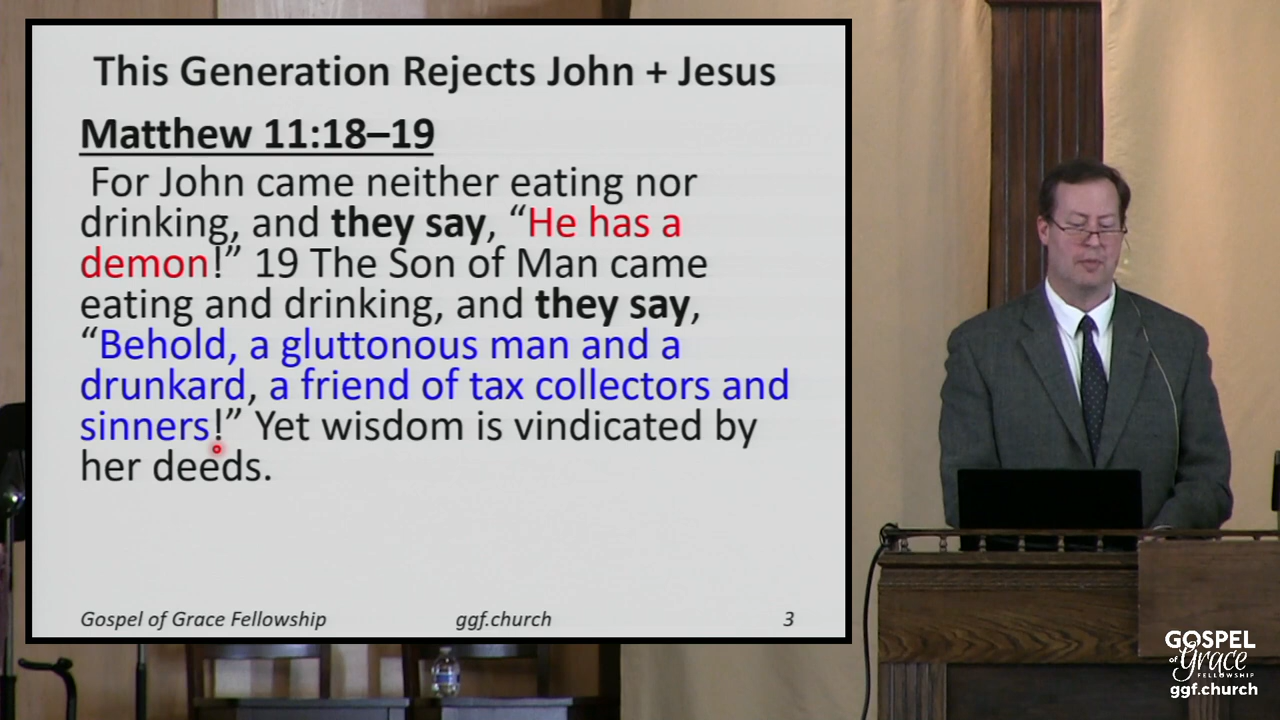 This Generation Rejects John + Jesus
Matthew 11:18–19
For John came neither eating nor
drinking, and they say, “He has a
demon!” 19 The Son of Man came
eating and drinking, and they say,
“Behold, a gluttonous man and a
drunkard, a friend of tax collectors and
sinners!” Yet wisdom is vindicated by
her deeds.
Gospel of Grace Fellowship ggf.church 3
GOSPEL
of Grace
FELLOWSHIP
ggf.church